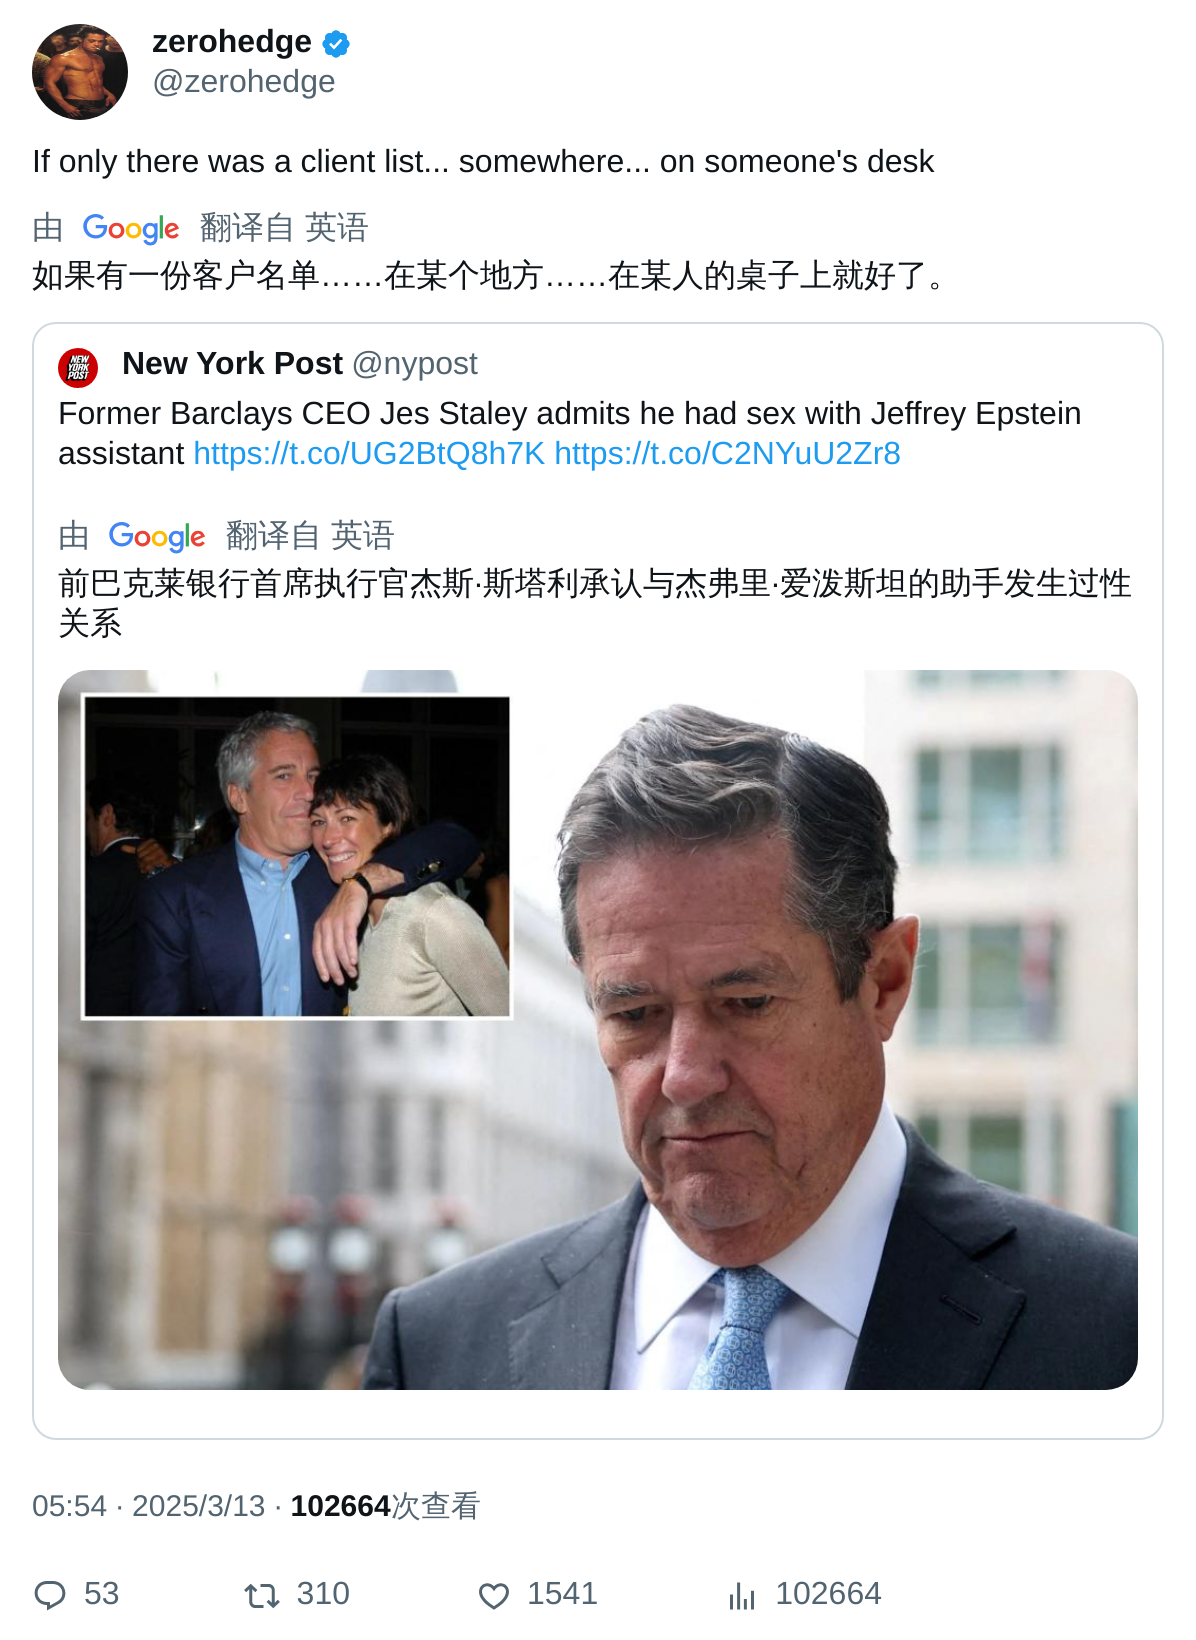 zerohedge
@zerohedge
If only there was a client list... somewhere... on someone's desk
由 Google 翻译自 英语
如果有一份客户名单……在某个地方……在某人的桌子上就好了。
NEW
YORK
POST
New York Post @nypost
Former Barclays CEO Jes Staley admits he had sex with Jeffrey Epstein
assistant https://t.co/UG2BtQ8h7K https://t.co/C2NYuU2Zr8
由 Google 翻译自 英语
前巴克莱银行首席执行官杰斯·斯塔利承认与杰弗里·爱泼斯坦的助手发生过性
关系
05:54 · 2025/3/13 · 102664次查看
53 310 1541 102664